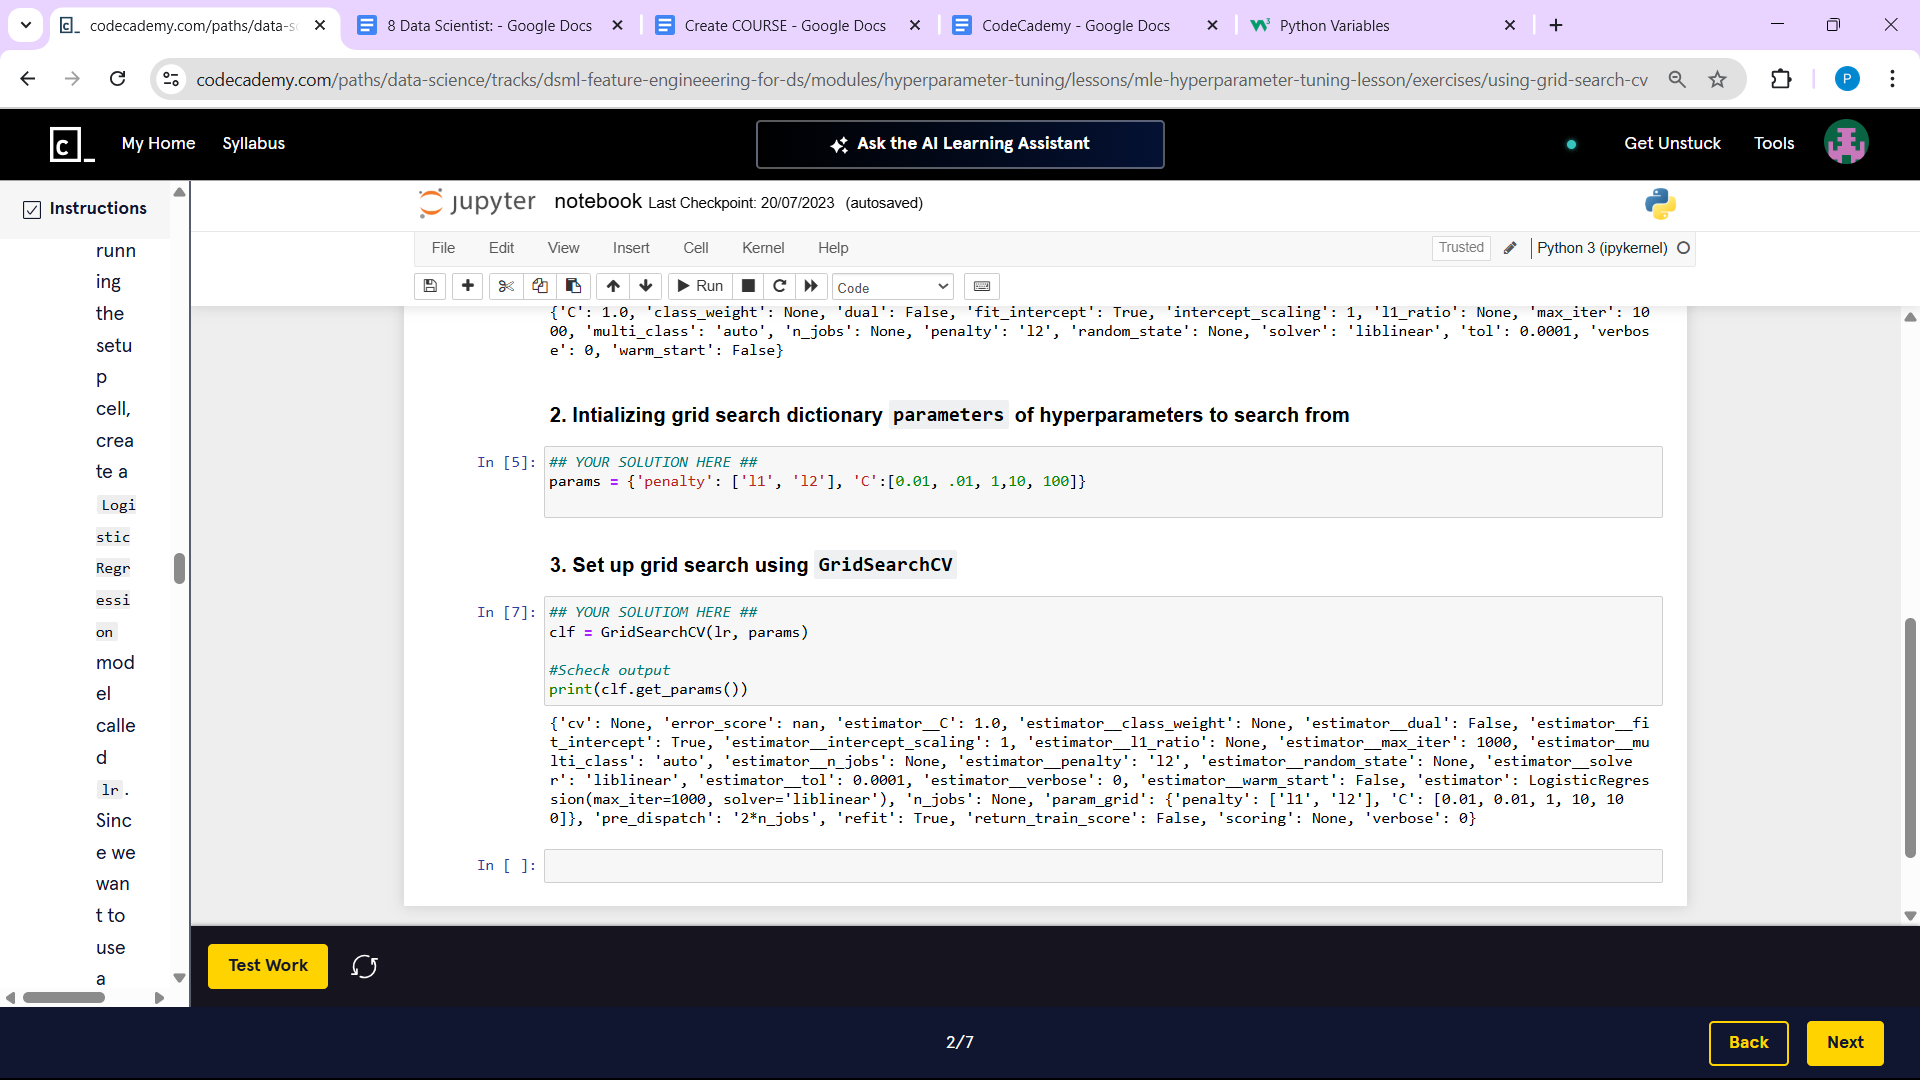 codecademy.com/paths/data-s
8 Data Scientist: - Google Docs
Create COURSE - Google Docs
CodeCademy - Google Docs
Python Variables
codecademy.com/paths/data-science/tracks/dsml-feature-engineeering-for-ds/modules/hyperparameter-tuning/lessons/mle-hyperparameter-tuning-lesson/exercises/using-grid-search-cv
P
My Home
Syllabus
Ask the AI Learning Assistant
Get Unstuck
Tools
Instructions
runn
ing
the
setu
p
cell,
crea
te a
Logi
stic
Regr
essi
on
mod
el
calle
d
lr.
Sinc
e we
wan
t to
use
a
jupyter notebook Last Checkpoint: 20/07/2023 (autosaved)
File Edit View Insert Cell Kernel Help
Trusted
Python 3 (ipykernel)
Run
Code
{'C': 1.0, 'class_weight': None, 'dual': False, 'fit_intercept': True, 'intercept_scaling': 1, 'l1_ratio': None, 'max_iter': 10
00, 'multi_class': 'auto', 'n_jobs': None, 'penalty': 'l2', 'random_state': None, 'solver': 'liblinear', 'tol': 0.0001, 'verbos
e': 0, 'warm_start': False}
2. Intializing grid search dictionary parameters of hyperparameters to search from
In [5]: ## YOUR SOLUTION HERE ##
params = {'penalty': ['l1', 'l2'], 'C':[0.01, .01, 1,10, 100]}
3. Set up grid search using GridSearchCV
In [7]: ## YOUR SOLUTIOM HERE ##
clf = GridSearchCV(lr, params)
#Scheck output
print(clf.get_params())
{'cv': None, 'error_score': nan, 'estimator__C': 1.0, 'estimator__class_weight': None, 'estimator__dual': False, 'estimator__fi
t_intercept': True, 'estimator__intercept_scaling': 1, 'estimator__l1_ratio': None, 'estimator__max_iter': 1000, 'estimator__mu
lti_class': 'auto', 'estimator__n_jobs': None, 'estimator__penalty': 'l2', 'estimator__random_state': None, 'estimator__solve
r': 'liblinear', 'estimator__tol': 0.0001, 'estimator__verbose': 0, 'estimator__warm_start': False, 'estimator': LogisticRegres
sion(max_iter=1000, solver='liblinear'), 'n_jobs': None, 'param_grid': {'penalty': ['l1', 'l2'], 'C': [0.01, 0.01, 1, 10, 10
0]}, 'pre_dispatch': '2*n_jobs', 'refit': True, 'return_train_score': False, 'scoring': None, 'verbose': 0}
In [ ]:
Test Work
2/7
Back
Next